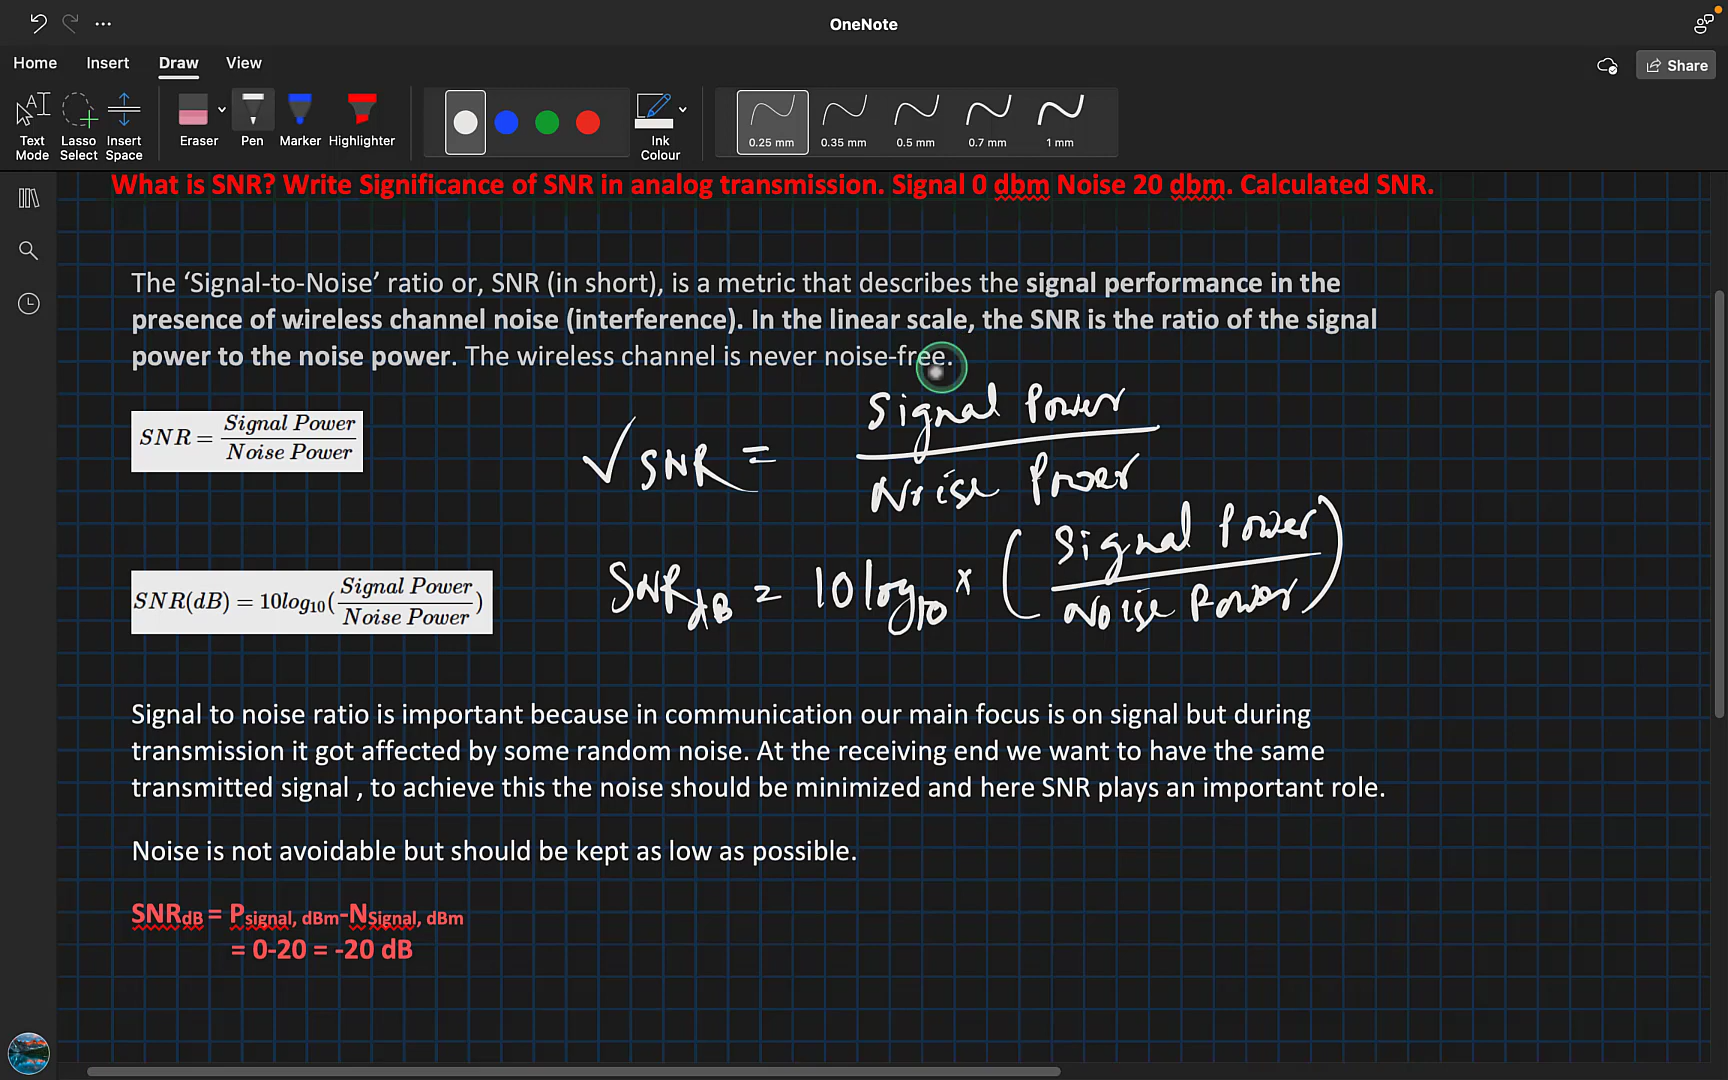 OneNote
Home Insert Draw View
Share
Text Mode
Lasso Select
Insert Space
Eraser
Pen
Marker
Highlighter
Ink Colour
0.25 mm
0.35 mm
0.5 mm
0.7 mm
1 mm
What is SNR? Write Significance of SNR in analog transmission. Signal 0 dbm Noise 20 dbm. Calculated SNR.
The ‘Signal-to-Noise’ ratio or, SNR (in short), is a metric that describes the signal performance in the
presence of wireless channel noise (interference). In the linear scale, the SNR is the ratio of the signal
power to the noise power. The wireless channel is never noise-free.
SNR = Signal Power / Noise Power
✓ SNR = Signal Power / Noise Power
SNR(dB) = 10log10(Signal Power / Noise Power)
SNR dB = 10 log10 × (Signal Power / Noise Power)
Signal to noise ratio is important because in communication our main focus is on signal but during
transmission it got affected by some random noise. At the receiving end we want to have the same
transmitted signal , to achieve this the noise should be minimized and here SNR plays an important role.
Noise is not avoidable but should be kept as low as possible.
SNRdB = Psignal, dBm-NSignal, dBm
= 0-20 = -20 dB